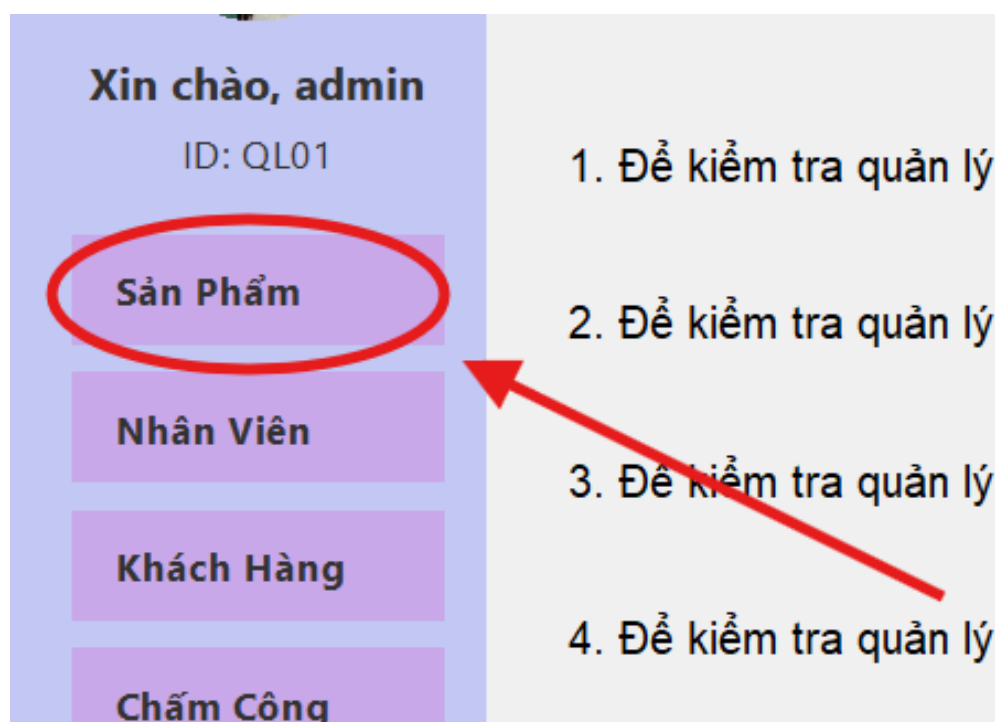 Xin chào, admin
ID: QL01
Sản Phẩm
Nhân Viên
Khách Hàng
Chấm Công
1. Để kiểm tra quản lý
2. Để kiểm tra quản lý
3. Để kiểm tra quản lý
4. Để kiểm tra quản lý